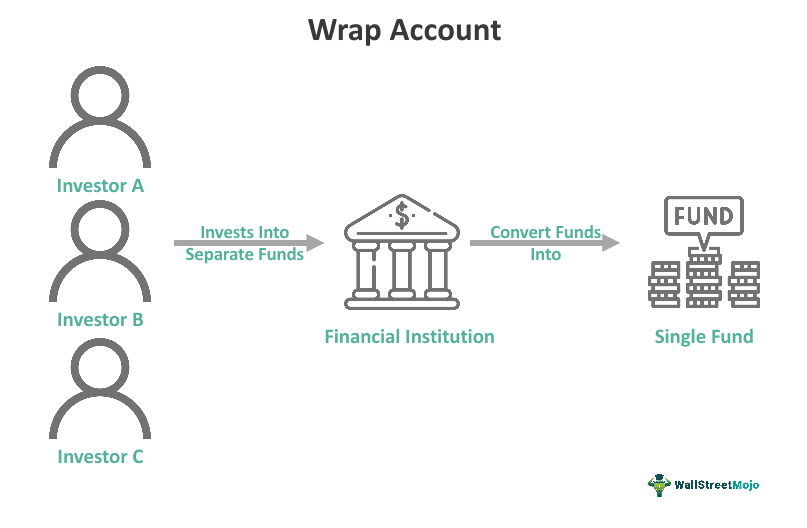 Wrap Account
Investor A
Invests Into
Separate Funds
Convert Funds
Into
FUND
$
Investor B
Financial Institution
Single Fund
Investor C
WallStreetMojo